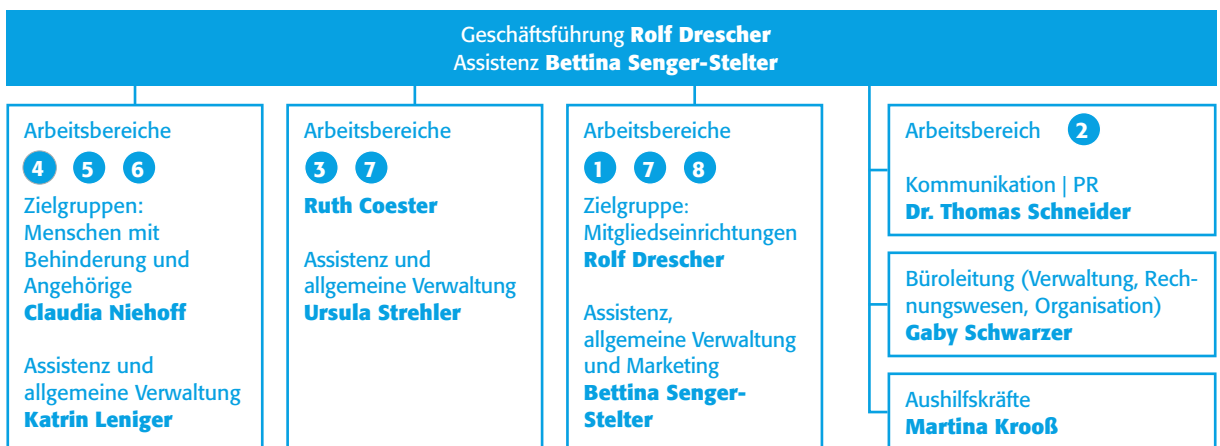 Geschäftsführung Rolf Drescher
Assistenz Bettina Senger-Stelter
Arbeitsbereiche
4 5 6
Zielgruppen:
Menschen mit
Behinderung und
Angehörige
Claudia Niehoff
Assistenz und
allgemeine Verwaltung
Katrin Leniger
Arbeitsbereiche
3 7
Ruth Coester
Assistenz und
allgemeine Verwaltung
Ursula Strehler
Arbeitsbereiche
1 7 8
Zielgruppe:
Mitgliedseinrichtungen
Rolf Drescher
Assistenz,
allgemeine Verwaltung
und Marketing
Bettina Senger-
Stelter
Arbeitsbereich 2
Kommunikation | PR
Dr. Thomas Schneider
Büroleitung (Verwaltung, Rech-
nungswesen, Organisation)
Gaby Schwarzer
Aushilfskräfte
Martina Krooß